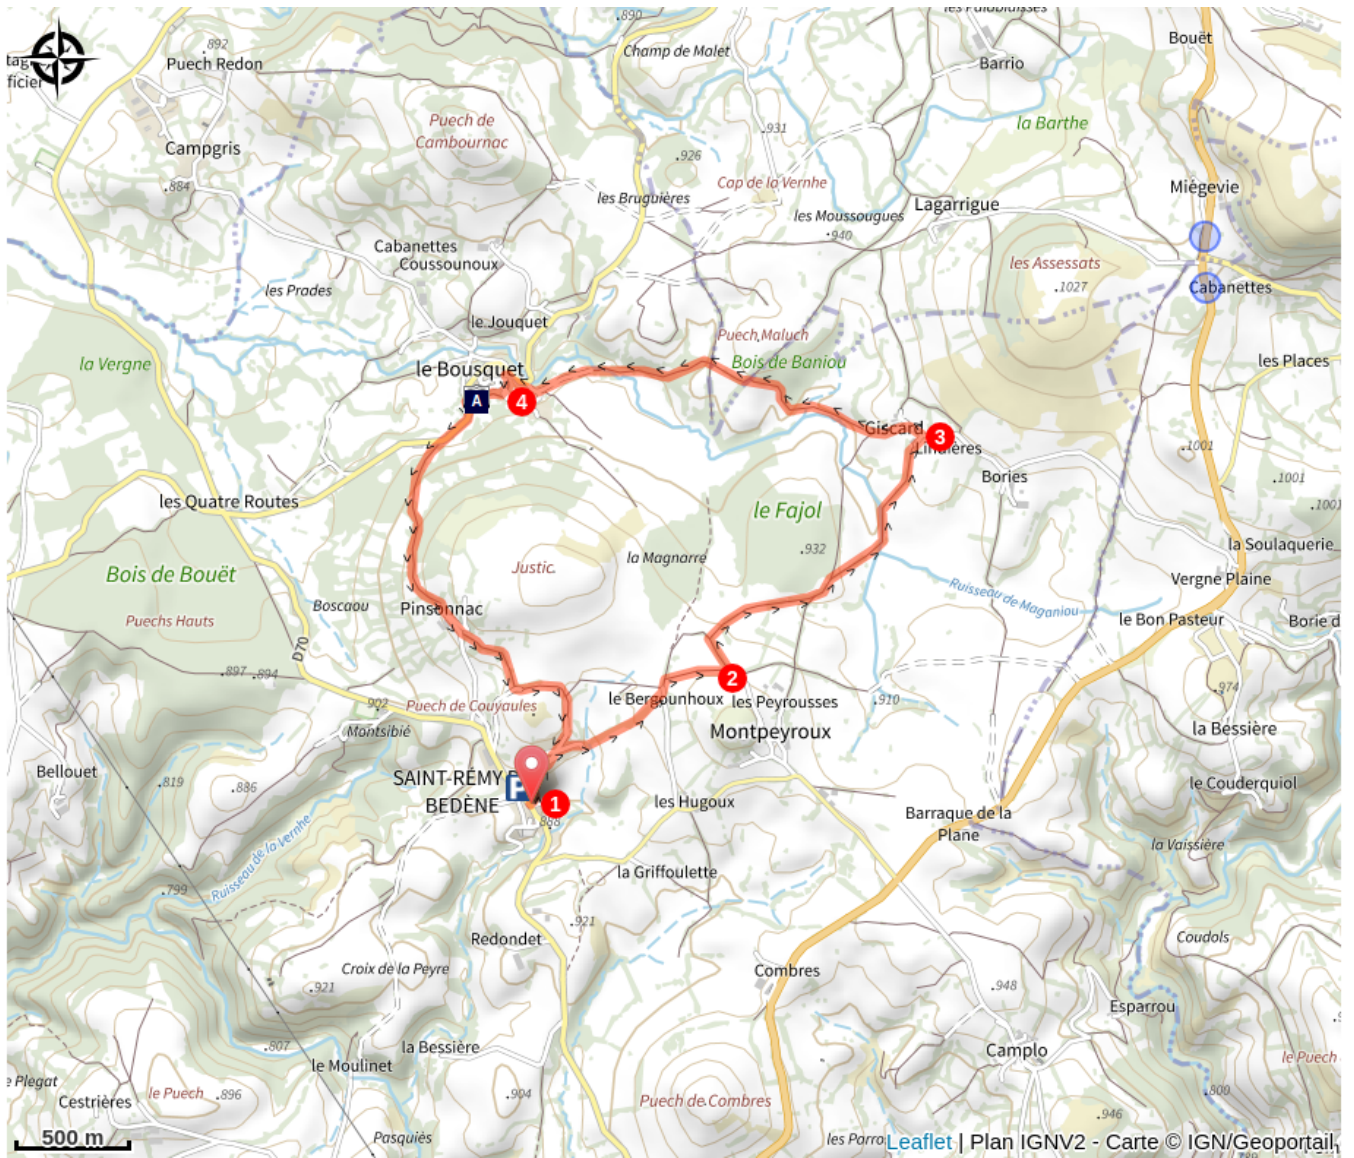 .890
les Palablaisses
Bouët
.892
Champ de Malet
Puech Redon
Barrio
ficier
Puech de
Cambournac
.931
la Barthe
Campgris
.926
.884
Cap de la Vernhe
Miégevie
les Bruguières
Lagarrigue
les Moussougues
.940
Cabanettes
Coussounoux
les Assessats
.1027
Cabanettes
les Prades
le Jouquet
Puech Maluch
la Vergne
le Bousquet
Bois de Baniou
les Places
A
4
Giscard
3
Lindières
.1001
Bories
.1001
les Quatre Routes
le Fajol
.1001
.932
la Soulaquerie
la Magnarre
Justic
Bois de Bouët
Vergne Plaine
Ruisseau de Maganiou
Boscaou
Pinsonnac
Puechs Hauts
le Bon Pasteur
Borie d
D70
.897
.894
2
.974
902
Puech de Couyaules
le Bergounhoux
les Peyrousses
.910
Montsibié
Montpeyroux
la Bessière
Bellouet
SAINT-RÉMY
BEDÈNE
P
1
.819
.886
le Couderquiol
les Hugoux
Barraque de la
Plane
889
la Vaissière
Ruisseau de la Vernhe
la Griffoulette
.799
.921
Redondet
Coudols
Croix de la Peyre
Combres
.921
.948
Esparrou
.807
la Bessière
Camplo
le Moulinet
le Puech
e Plegat
le Puech
.896
.904
.800
Cestrières
Puech de Combres
.946
500 m
Pasquiès
les Parro
Leaflet | Plan IGNV2 - Carte © IGN/Geoportail